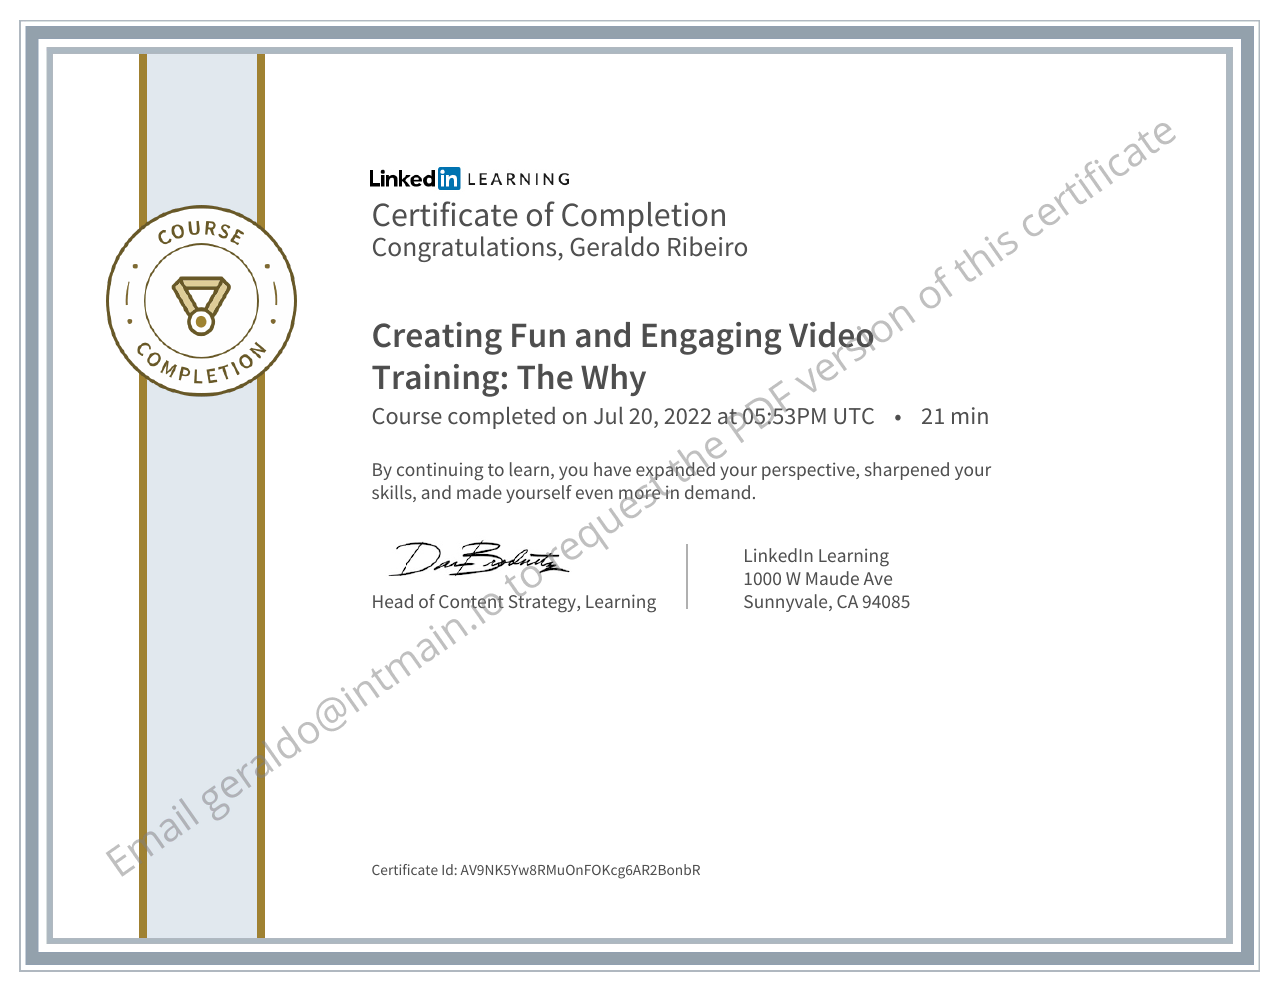 LinkedIn LEARNING
Certificate of Completion
Congratulations, Geraldo Ribeiro
COURSE
COMPLETION
Creating Fun and Engaging Video
Training: The Why
Course completed on Jul 20, 2022 at 05:53PM UTC • 21 min
By continuing to learn, you have expanded your perspective, sharpened your
skills, and made yourself even more in demand.
Head of Content Strategy, Learning
LinkedIn Learning
1000 W Maude Ave
Sunnyvale, CA 94085
Certificate Id: AV9NK5Yw8RMuOnFOKcg6AR2BonbR
Email geraldo@intmain.io to request the PDF version of this certificate